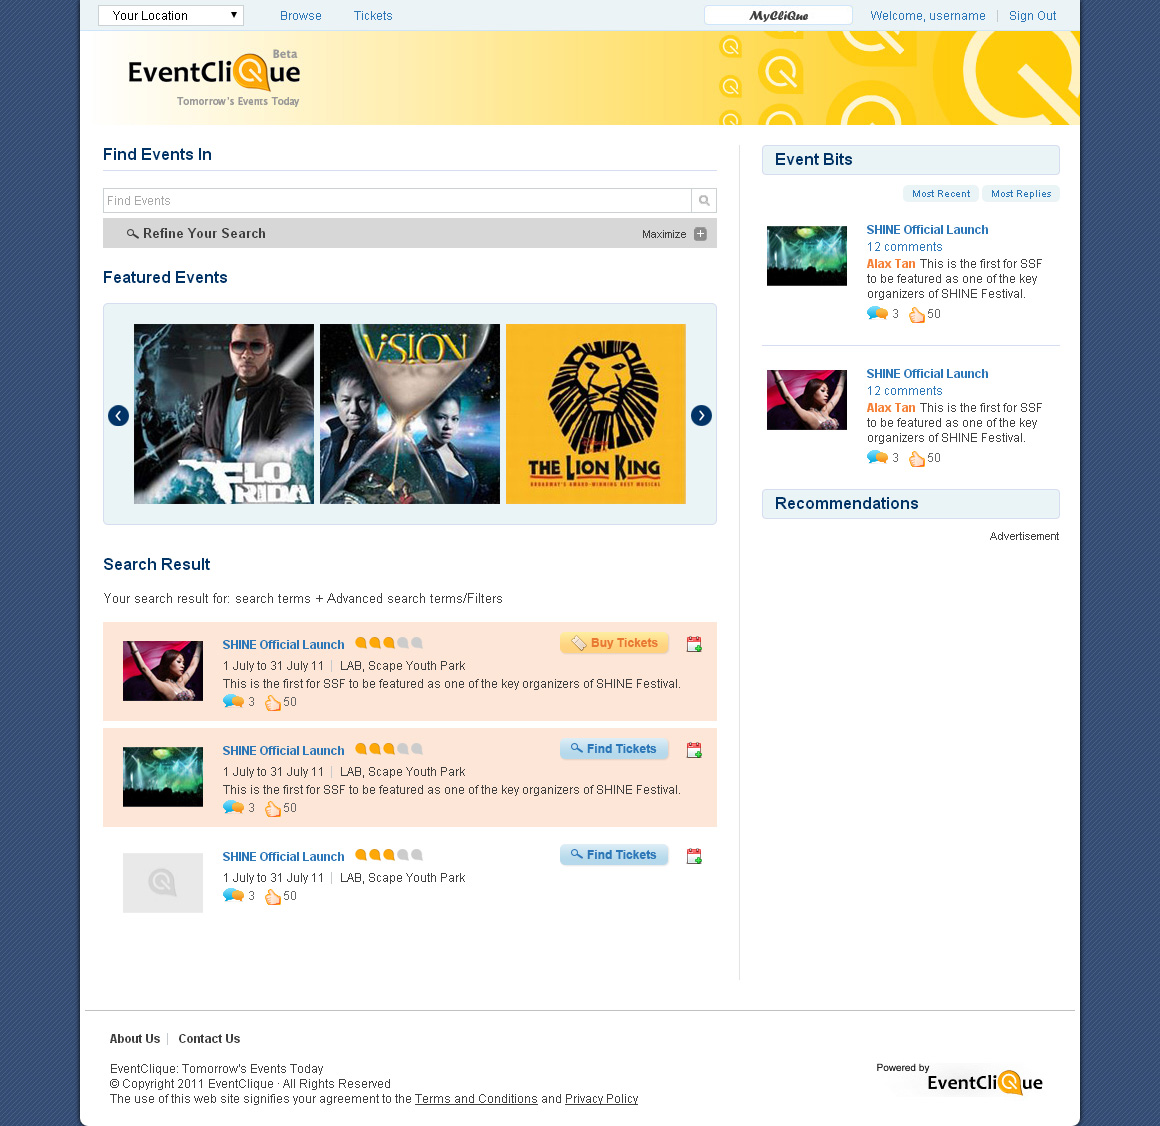 Your Location
Browse
Tickets
MyCliQue
Welcome, username
Sign Out
Beta
EventCliQue
Tomorrow's Events Today
Find Events In
Find Events
Refine Your Search
Maximize
Featured Events
FLO RIDA
VISION
Disney
THE LION KING
BROADWAY'S AWARD-WINNING BEST MUSICAL
Search Result
Your search result for: search terms + Advanced search terms/Filters
SHINE Official Launch
Buy Tickets
1 July to 31 July 11
LAB, Scape Youth Park
This is the first for SSF to be featured as one of the key organizers of SHINE Festival.
3
50
SHINE Official Launch
Find Tickets
1 July to 31 July 11
LAB, Scape Youth Park
This is the first for SSF to be featured as one of the key organizers of SHINE Festival.
3
50
SHINE Official Launch
Find Tickets
1 July to 31 July 11
LAB, Scape Youth Park
3
50
Event Bits
Most Recent
Most Replies
SHINE Official Launch
12 comments
Alax Tan This is the first for SSF
to be featured as one of the key
organizers of SHINE Festival.
3
50
SHINE Official Launch
12 comments
Alax Tan This is the first for SSF
to be featured as one of the key
organizers of SHINE Festival.
3
50
Recommendations
Advertisement
About Us
Contact Us
EventClique: Tomorrow's Events Today
© Copyright 2011 EventClique · All Rights Reserved
The use of this web site signifies your agreement to the Terms and Conditions and Privacy Policy
Powered by
EventCliQue